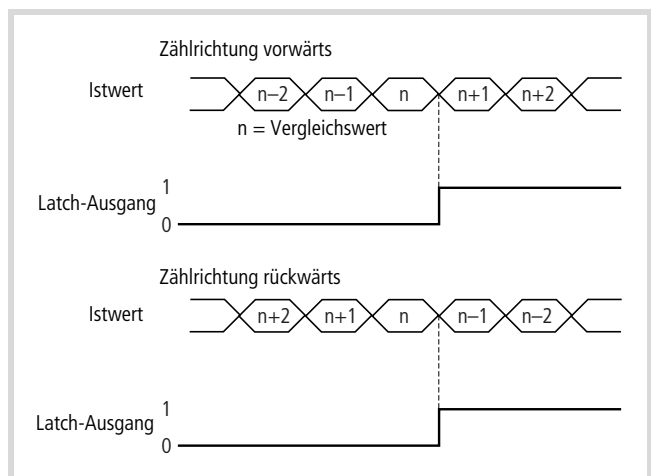 Zählrichtung vorwärts
Istwert n–2 n–1 n n+1 n+2
n = Vergleichswert
1
Latch-Ausgang
0
Zählrichtung rückwärts
Istwert n+2 n+1 n n–1 n–2
1
Latch-Ausgang
0